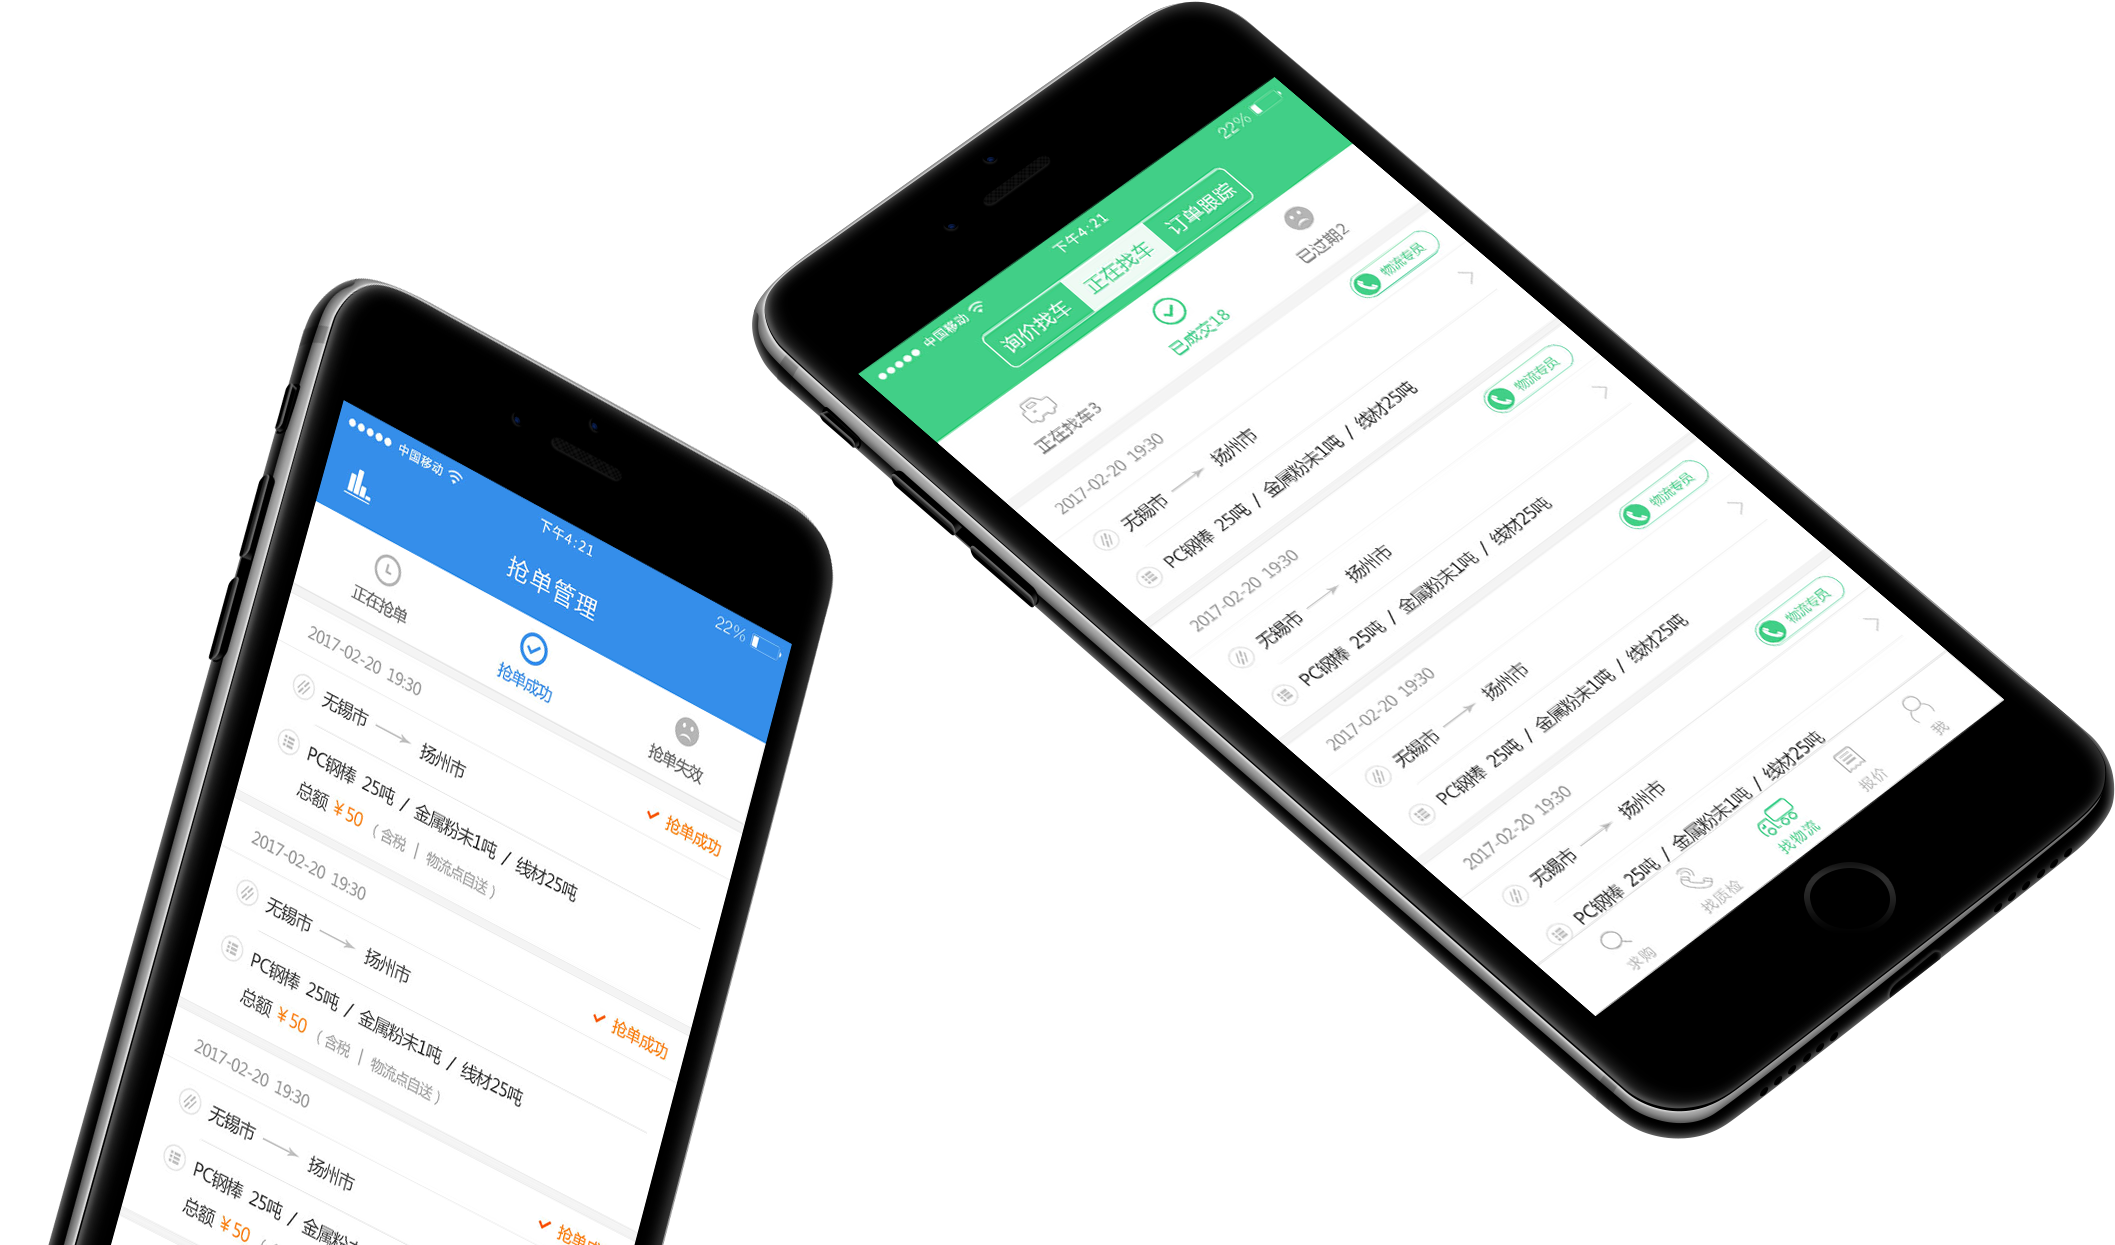 中国移动
下午4:21
22%
抢单管理
正在抢单
抢单成功
抢单失效
2017-02-20 19:30
无锡市
扬州市
抢单成功
PC钢棒 25吨 / 金属粉末1吨 / 线材25吨
总额 ¥50 (含税 | 物流点自送)
2017-02-20 19:30
无锡市
扬州市
抢单成功
PC钢棒 25吨 / 金属粉末1吨 / 线材25吨
总额 ¥50 (含税 | 物流点自送)
2017-02-20 19:30
无锡市
扬州市
抢单成
PC钢棒 25吨 / 金属粉末
总额 ¥50 (
中国移动
下午4:21
22%
询价找车
正在找车
订单跟踪
正在找车3
已成交18
已过期2
2017-02-20 19:30
物流专员
无锡市
扬州市
PC钢棒 25吨 / 金属粉末1吨 / 线材25吨
2017-02-20 19:30
物流专员
无锡市
扬州市
PC钢棒 25吨 / 金属粉末1吨 / 线材25吨
2017-02-20 19:30
物流专员
无锡市
扬州市
PC钢棒 25吨 / 金属粉末1吨 / 线材25吨
2017-02-20 19:30
物流专员
无锡市
扬州市
PC钢棒 25吨 / 金属粉末1吨 / 线材25吨
求购
找质检
找物流
报价
我